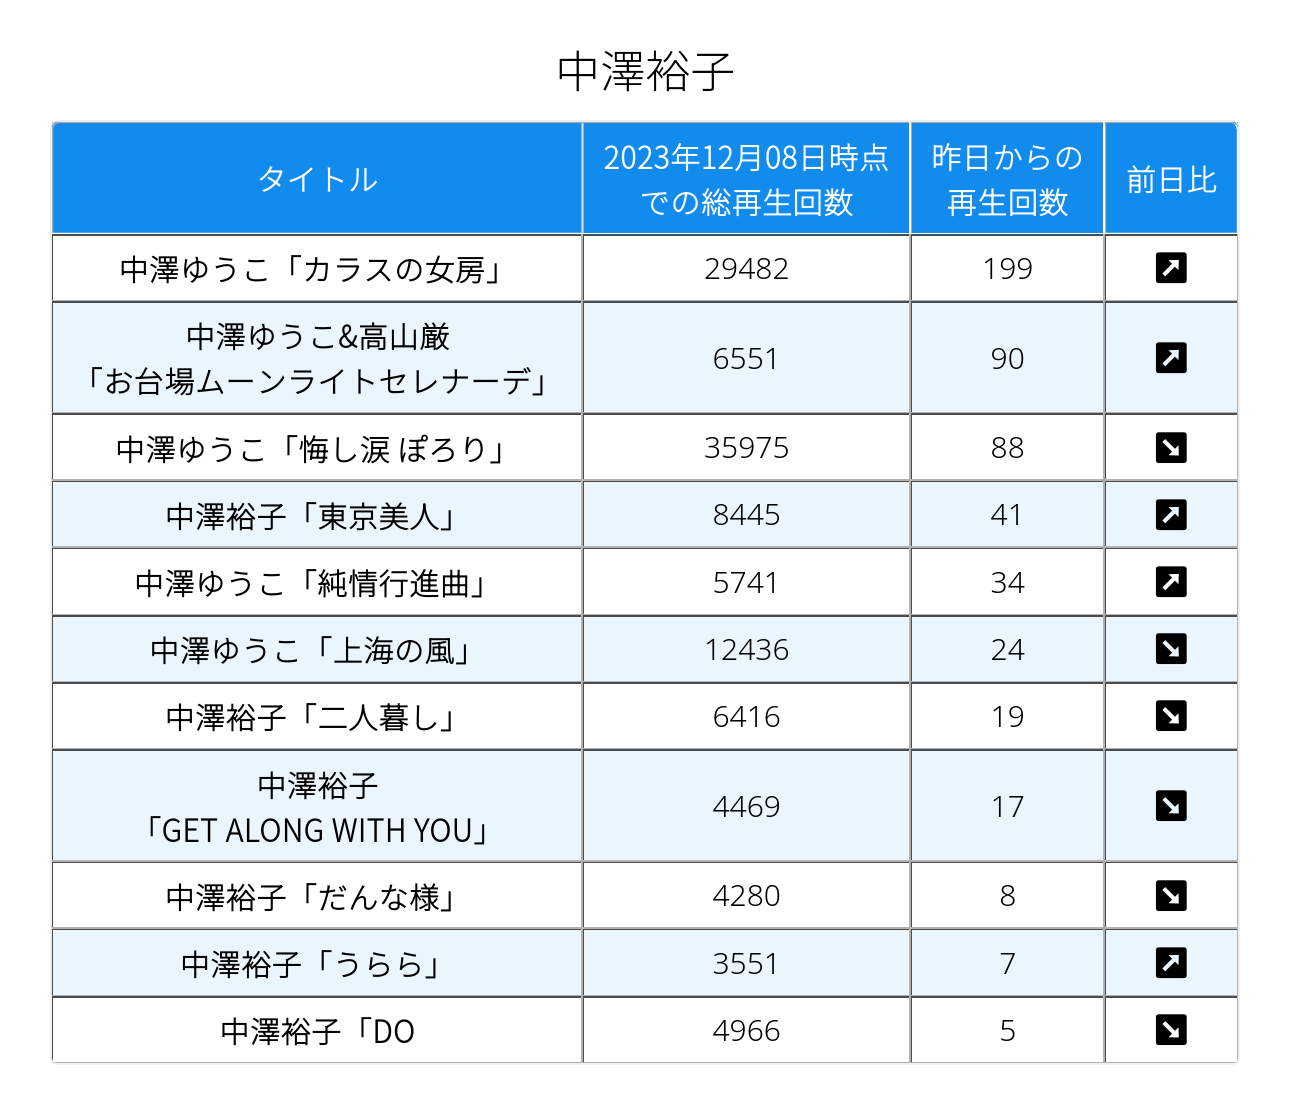 中澤裕子
タイトル
2023年12月08日時点
での総再生回数
昨日からの
再生回数
前日比
中澤ゆうこ「カラスの女房」 29482 199
中澤ゆうこ&高山厳
「お台場ムーンライトセレナーデ」 6551 90
中澤ゆうこ「悔し涙 ぽろり」 35975 88
中澤裕子「東京美人」 8445 41
中澤ゆうこ「純情行進曲」 5741 34
中澤ゆうこ「上海の風」 12436 24
中澤裕子「二人暮し」 6416 19
中澤裕子
「GET ALONG WITH YOU」 4469 17
中澤裕子「だんな様」 4280 8
中澤裕子「うらら」 3551 7
中澤裕子「DO 4966 5